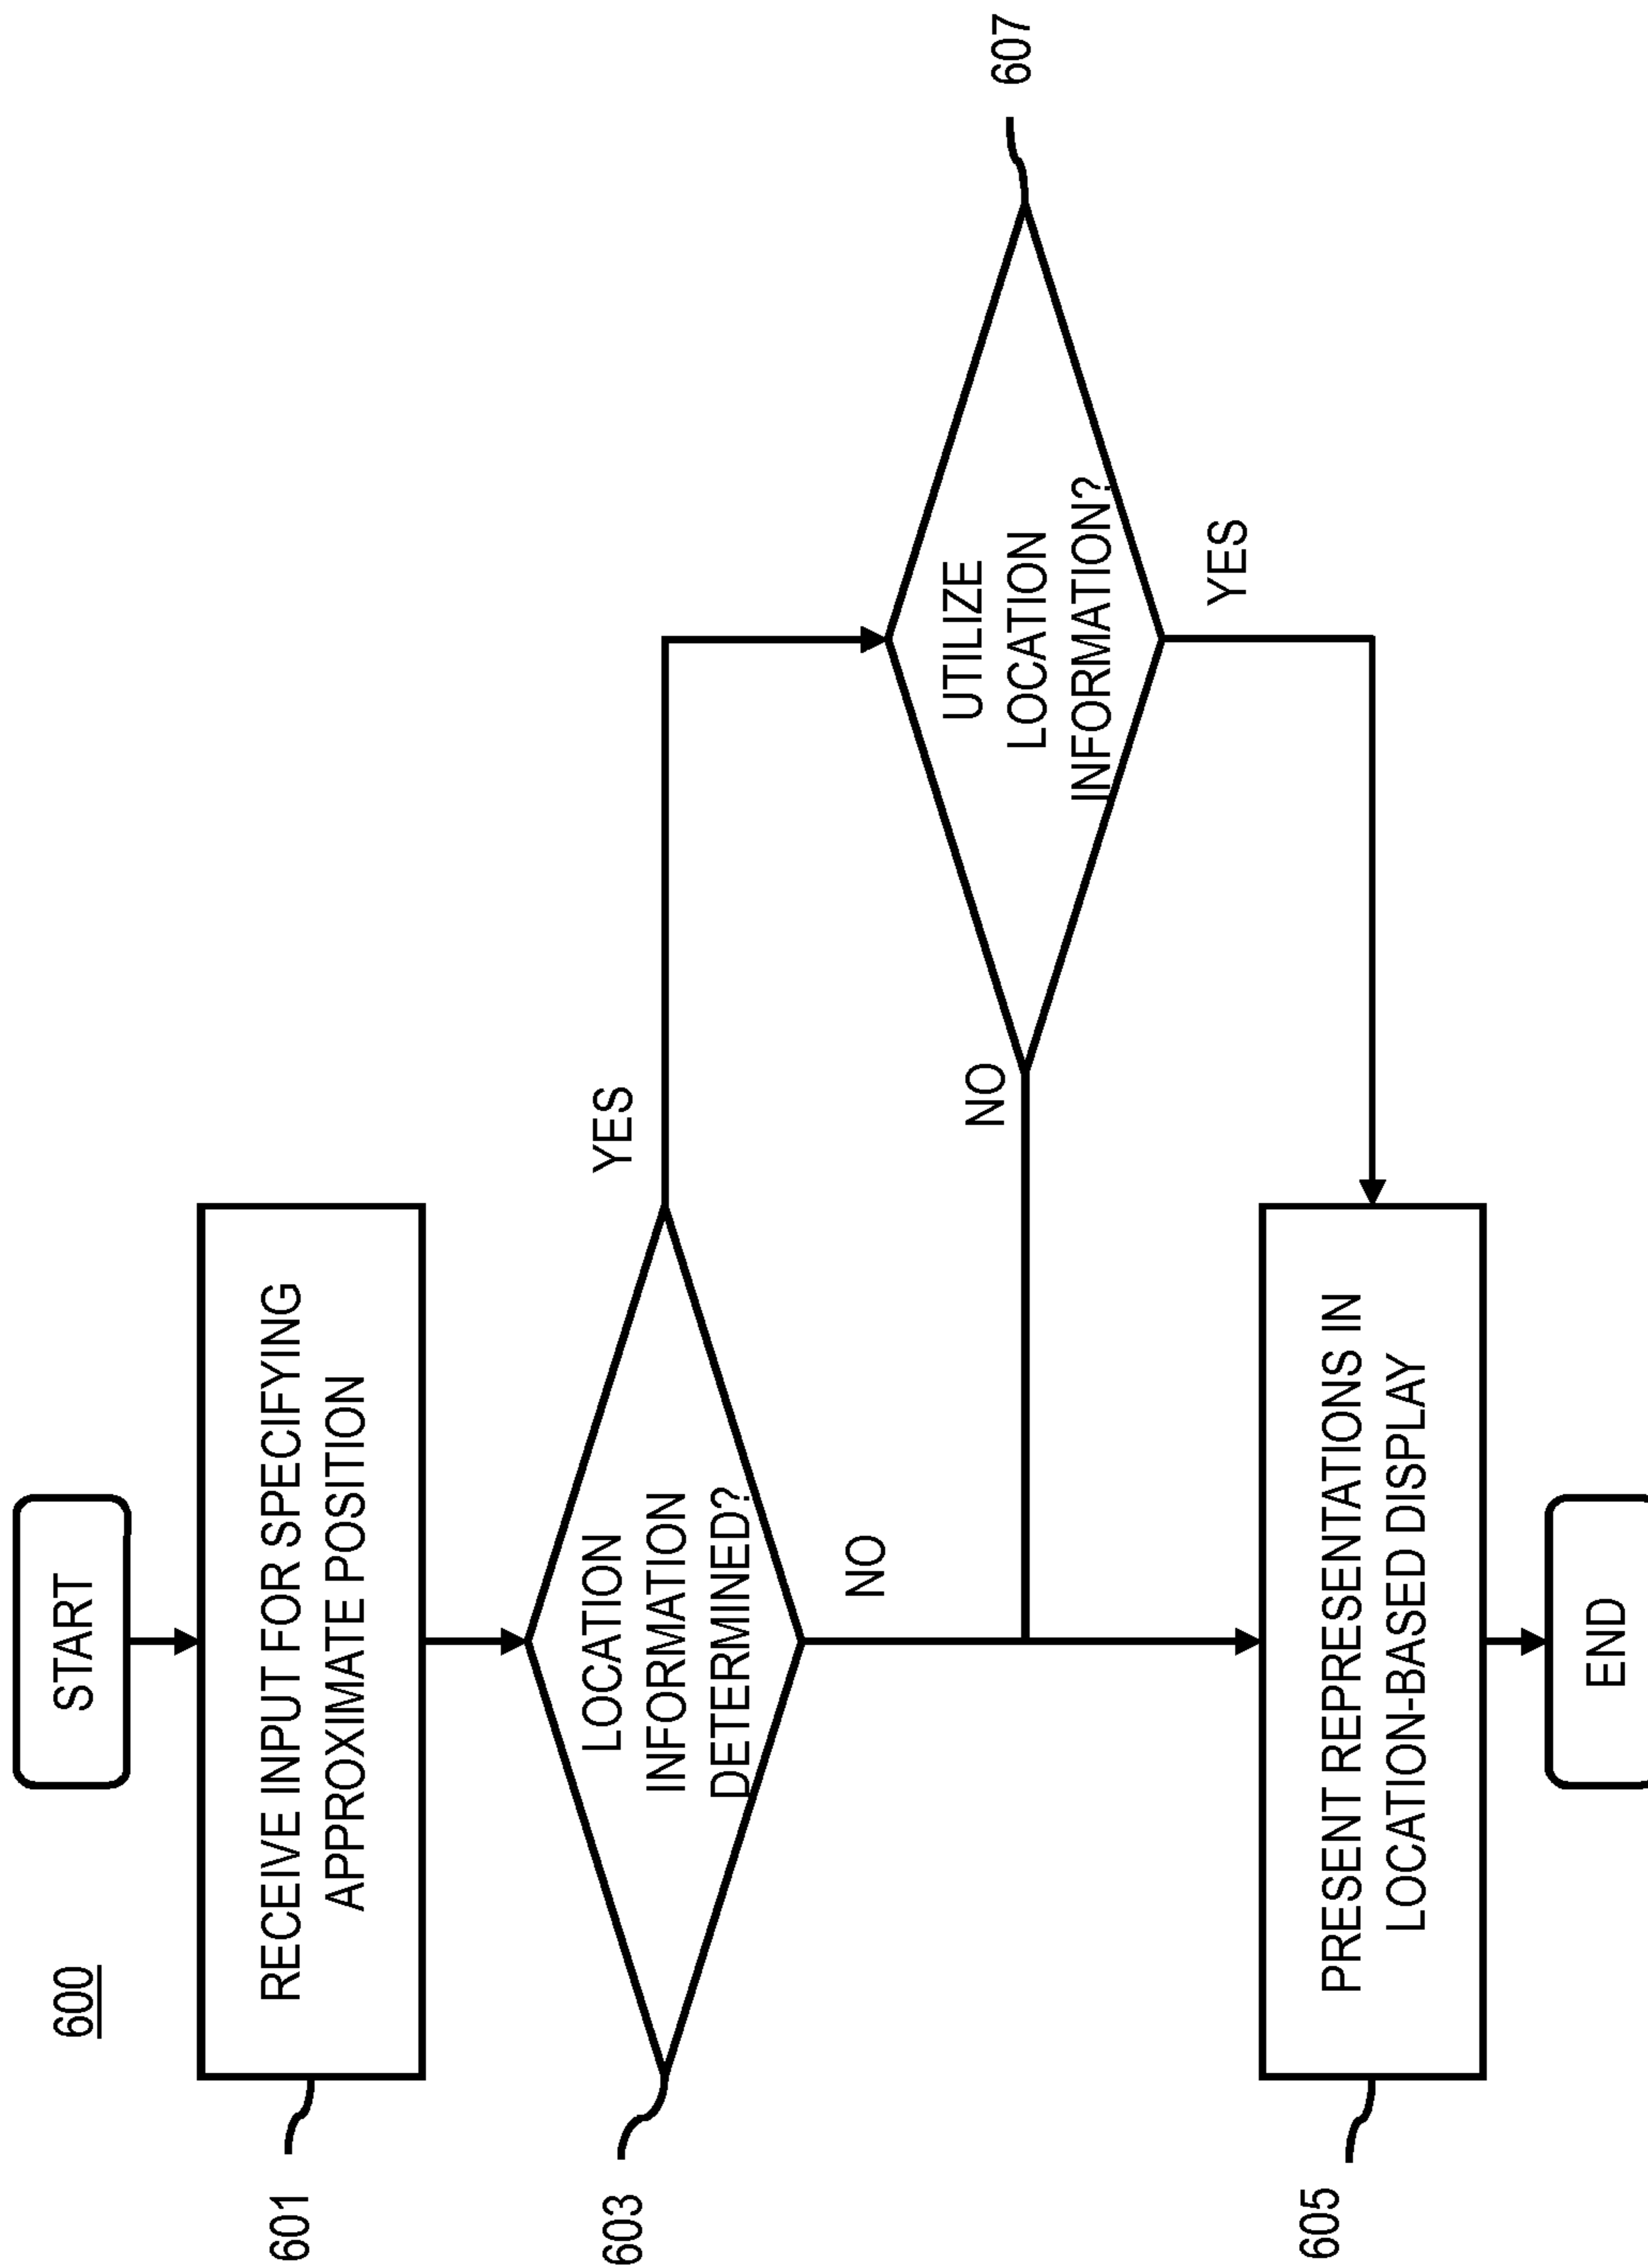 600
START
601
RECEIVE INPUT FOR SPECIFYING
APPROXIMATE POSITION
603
LOCATION
INFORMATION
DETERMINED?
YES
NO
607
UTILIZE
LOCATION
INFORMATION?
NO
YES
605
PRESENT REPRESENTATIONS IN
LOCATION-BASED DISPLAY
END